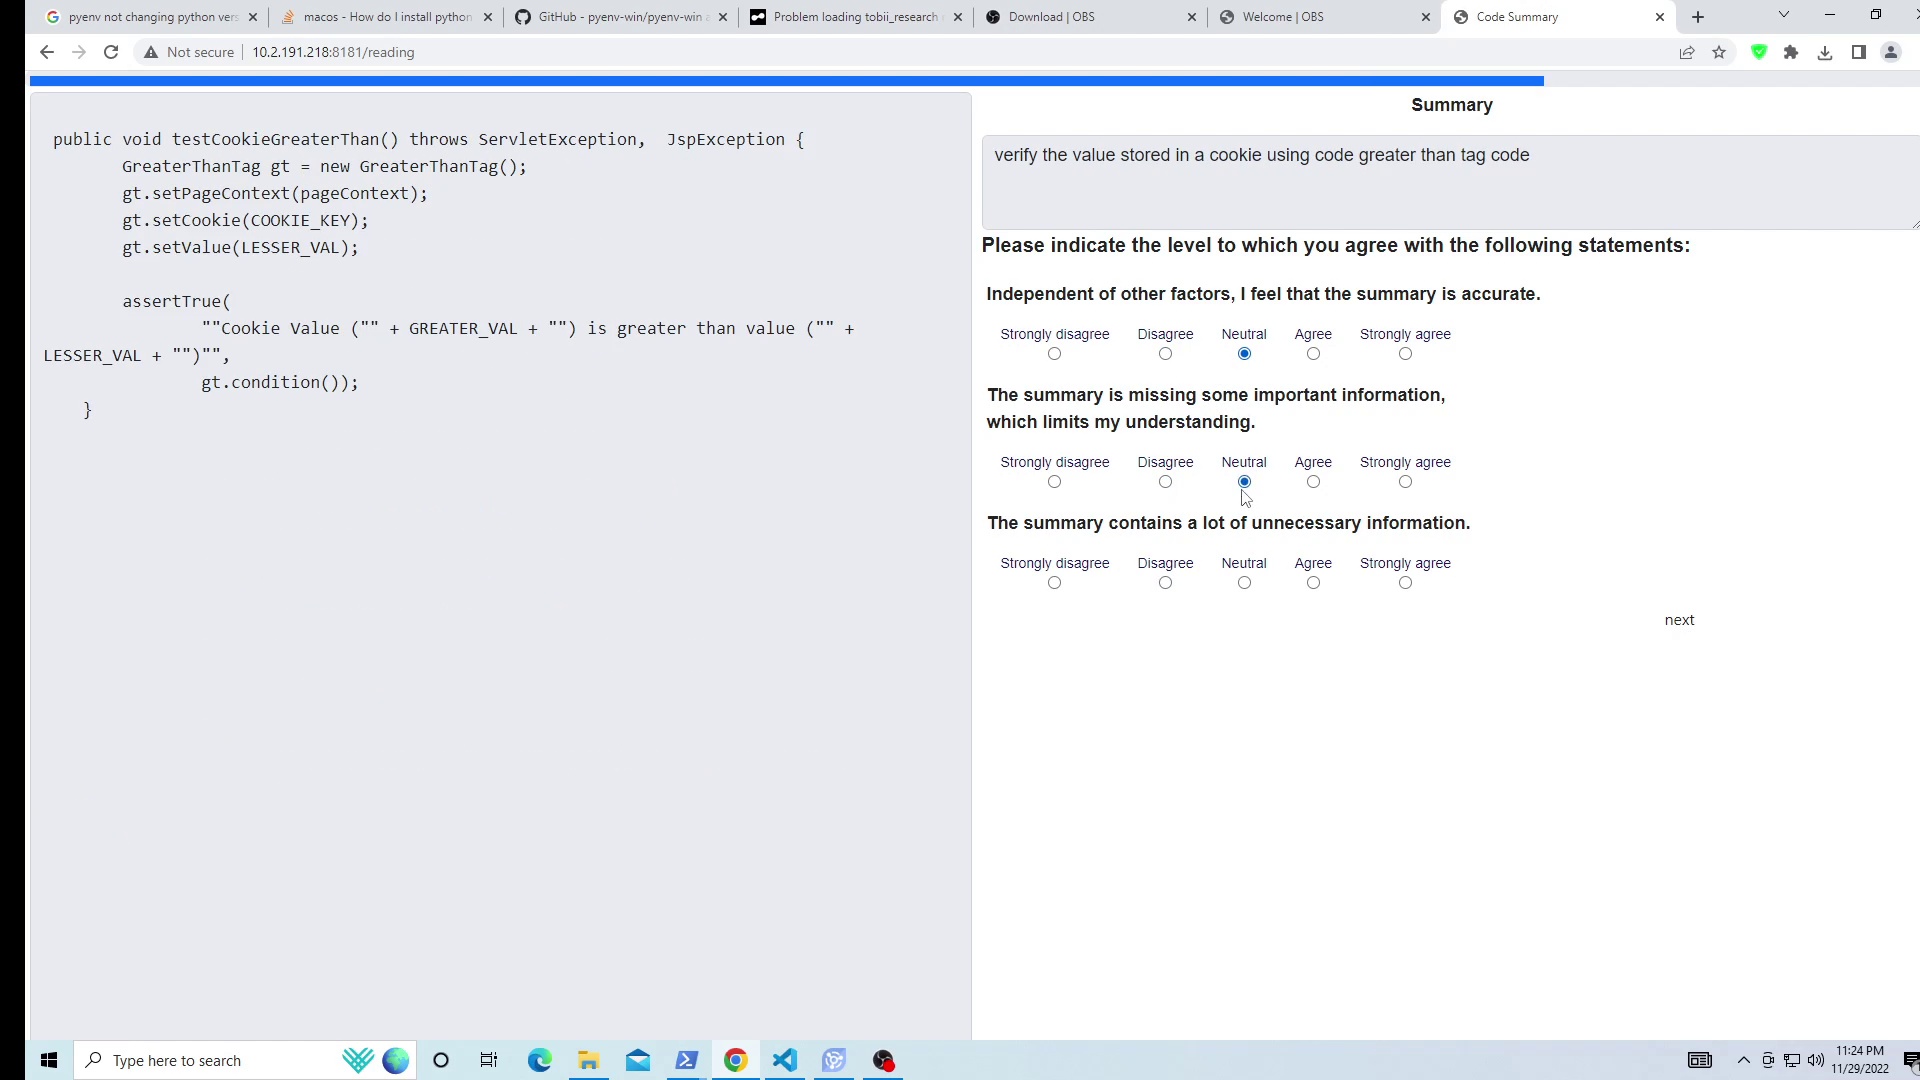 pyenv not changing python vers
macos - How do I install python
GitHub - pyenv-win/pyenv-win a
Problem loading tobii_research
Download | OBS
Welcome | OBS
Code Summary
Not secure
10.2.191.218:8181/reading
public void testCookieGreaterThan() throws ServletException,  JspException {
GreaterThanTag gt = new GreaterThanTag();
gt.setPageContext(pageContext);
gt.setCookie(COOKIE_KEY);
gt.setValue(LESSER_VAL);
assertTrue(
""Cookie Value ("" + GREATER_VAL + "") is greater than value ("" +
LESSER_VAL + "")"",
gt.condition());
}
Summary
verify the value stored in a cookie using code greater than tag code
Please indicate the level to which you agree with the following statements:
Independent of other factors, I feel that the summary is accurate.
Strongly disagree Disagree Neutral Agree Strongly agree
The summary is missing some important information,
which limits my understanding.
Strongly disagree Disagree Neutral Agree Strongly agree
The summary contains a lot of unnecessary information.
Strongly disagree Disagree Neutral Agree Strongly agree
next
Type here to search
11:24 PM
11/29/2022